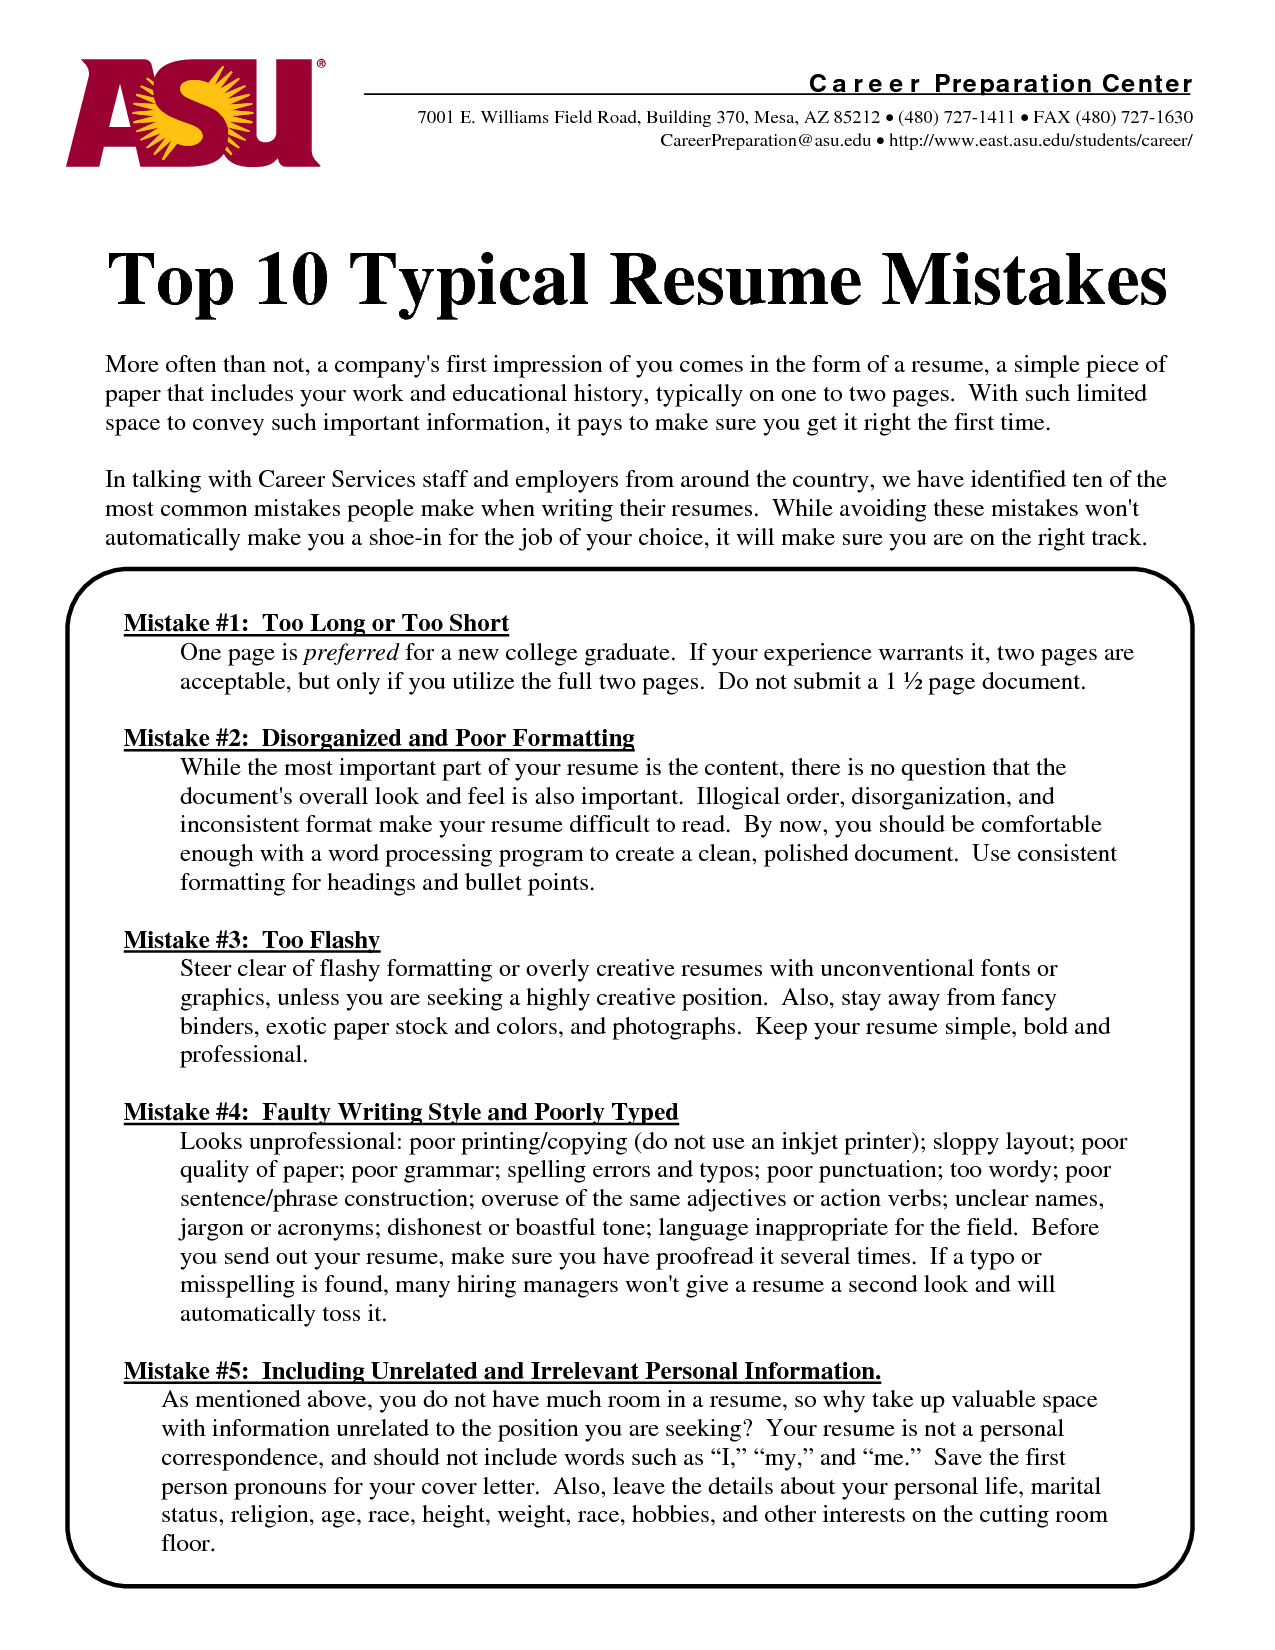 ASU®
Career Preparation Center
7001 E. Williams Field Road, Building 370, Mesa, AZ 85212 • (480) 727-1411 • FAX (480) 727-1630
CareerPreparation@asu.edu • http://www.east.asu.edu/students/career/
Top 10 Typical Resume Mistakes
More often than not, a company's first impression of you comes in the form of a resume, a simple piece of
paper that includes your work and educational history, typically on one to two pages.  With such limited
space to convey such important information, it pays to make sure you get it right the first time.
In talking with Career Services staff and employers from around the country, we have identified ten of the
most common mistakes people make when writing their resumes.  While avoiding these mistakes won't
automatically make you a shoe-in for the job of your choice, it will make sure you are on the right track.
Mistake #1:  Too Long or Too Short
One page is preferred for a new college graduate.  If your experience warrants it, two pages are
acceptable, but only if you utilize the full two pages.  Do not submit a 1 ½ page document.
Mistake #2:  Disorganized and Poor Formatting
While the most important part of your resume is the content, there is no question that the
document's overall look and feel is also important.  Illogical order, disorganization, and
inconsistent format make your resume difficult to read.  By now, you should be comfortable
enough with a word processing program to create a clean, polished document.  Use consistent
formatting for headings and bullet points.
Mistake #3:  Too Flashy
Steer clear of flashy formatting or overly creative resumes with unconventional fonts or
graphics, unless you are seeking a highly creative position.  Also, stay away from fancy
binders, exotic paper stock and colors, and photographs.  Keep your resume simple, bold and
professional.
Mistake #4:  Faulty Writing Style and Poorly Typed
Looks unprofessional: poor printing/copying (do not use an inkjet printer); sloppy layout; poor
quality of paper; poor grammar; spelling errors and typos; poor punctuation; too wordy; poor
sentence/phrase construction; overuse of the same adjectives or action verbs; unclear names,
jargon or acronyms; dishonest or boastful tone; language inappropriate for the field.  Before
you send out your resume, make sure you have proofread it several times.  If a typo or
misspelling is found, many hiring managers won't give a resume a second look and will
automatically toss it.
Mistake #5:  Including Unrelated and Irrelevant Personal Information.
As mentioned above, you do not have much room in a resume, so why take up valuable space
with information unrelated to the position you are seeking?  Your resume is not a personal
correspondence, and should not include words such as “I,” “my,” and “me.”  Save the first
person pronouns for your cover letter.  Also, leave the details about your personal life, marital
status, religion, age, race, height, weight, race, hobbies, and other interests on the cutting room
floor.